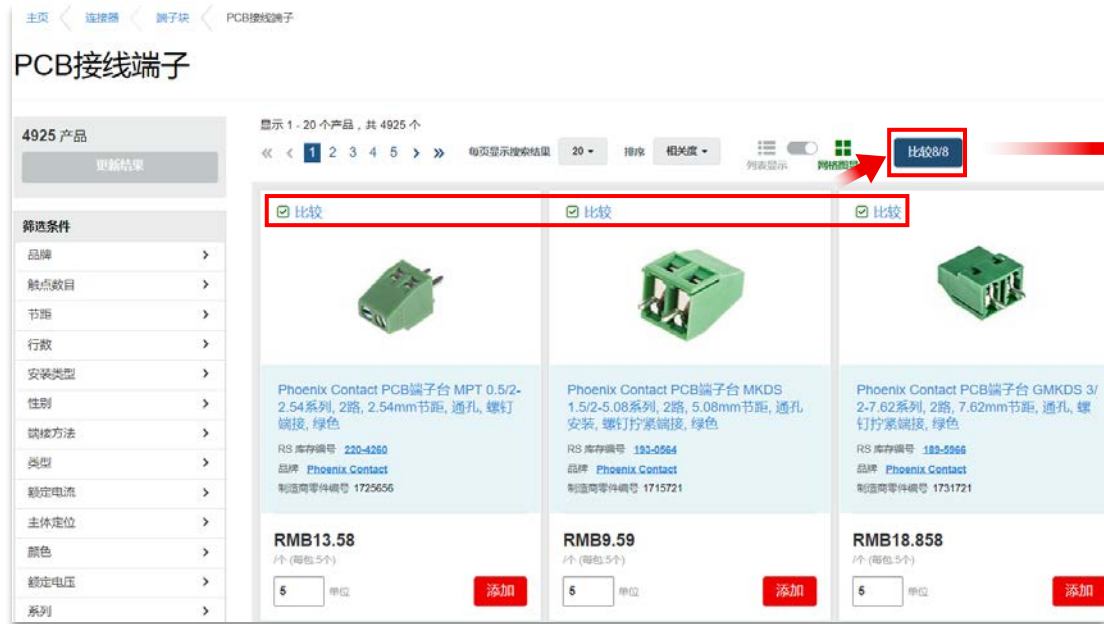 主页 连接器 端子块 PCB接线端子
PCB接线端子
4925 产品
更新结果
筛选条件
品牌
触点数目
节距
行数
安装类型
性别
端接方法
类型
额定电流
主体定位
颜色
额定电压
系列
显示 1 - 20 个产品，共 4925 个
« ‹ 1 2 3 4 5 › » 每页显示搜索结果 20 排序 相关度 列表显示 网格图显 比较8/8
比较
Phoenix Contact PCB端子台 MPT 0.5/2-
2.54系列, 2路, 2.54mm节距, 通孔, 螺钉
端接, 绿色
RS 库存编号 220-4260
品牌 Phoenix Contact
制造商零件编号 1725656
RMB13.58
/个 (每包:5个)
5 单位 添加
比较
Phoenix Contact PCB端子台 MKDS
1.5/2-5.08系列, 2路, 5.08mm节距, 通孔
安装, 螺钉拧紧端接, 绿色
RS 库存编号 193-0564
品牌 Phoenix Contact
制造商零件编号 1715721
RMB9.59
/个 (每包:5个)
5 单位 添加
比较
Phoenix Contact PCB端子台 GMKDS 3/
2-7.62系列, 2路, 7.62mm节距, 通孔, 螺
钉拧紧端接, 绿色
RS 库存编号 189-5966
品牌 Phoenix Contact
制造商零件编号 1731721
RMB18.858
/个 (每包:5个)
5 单位 添加